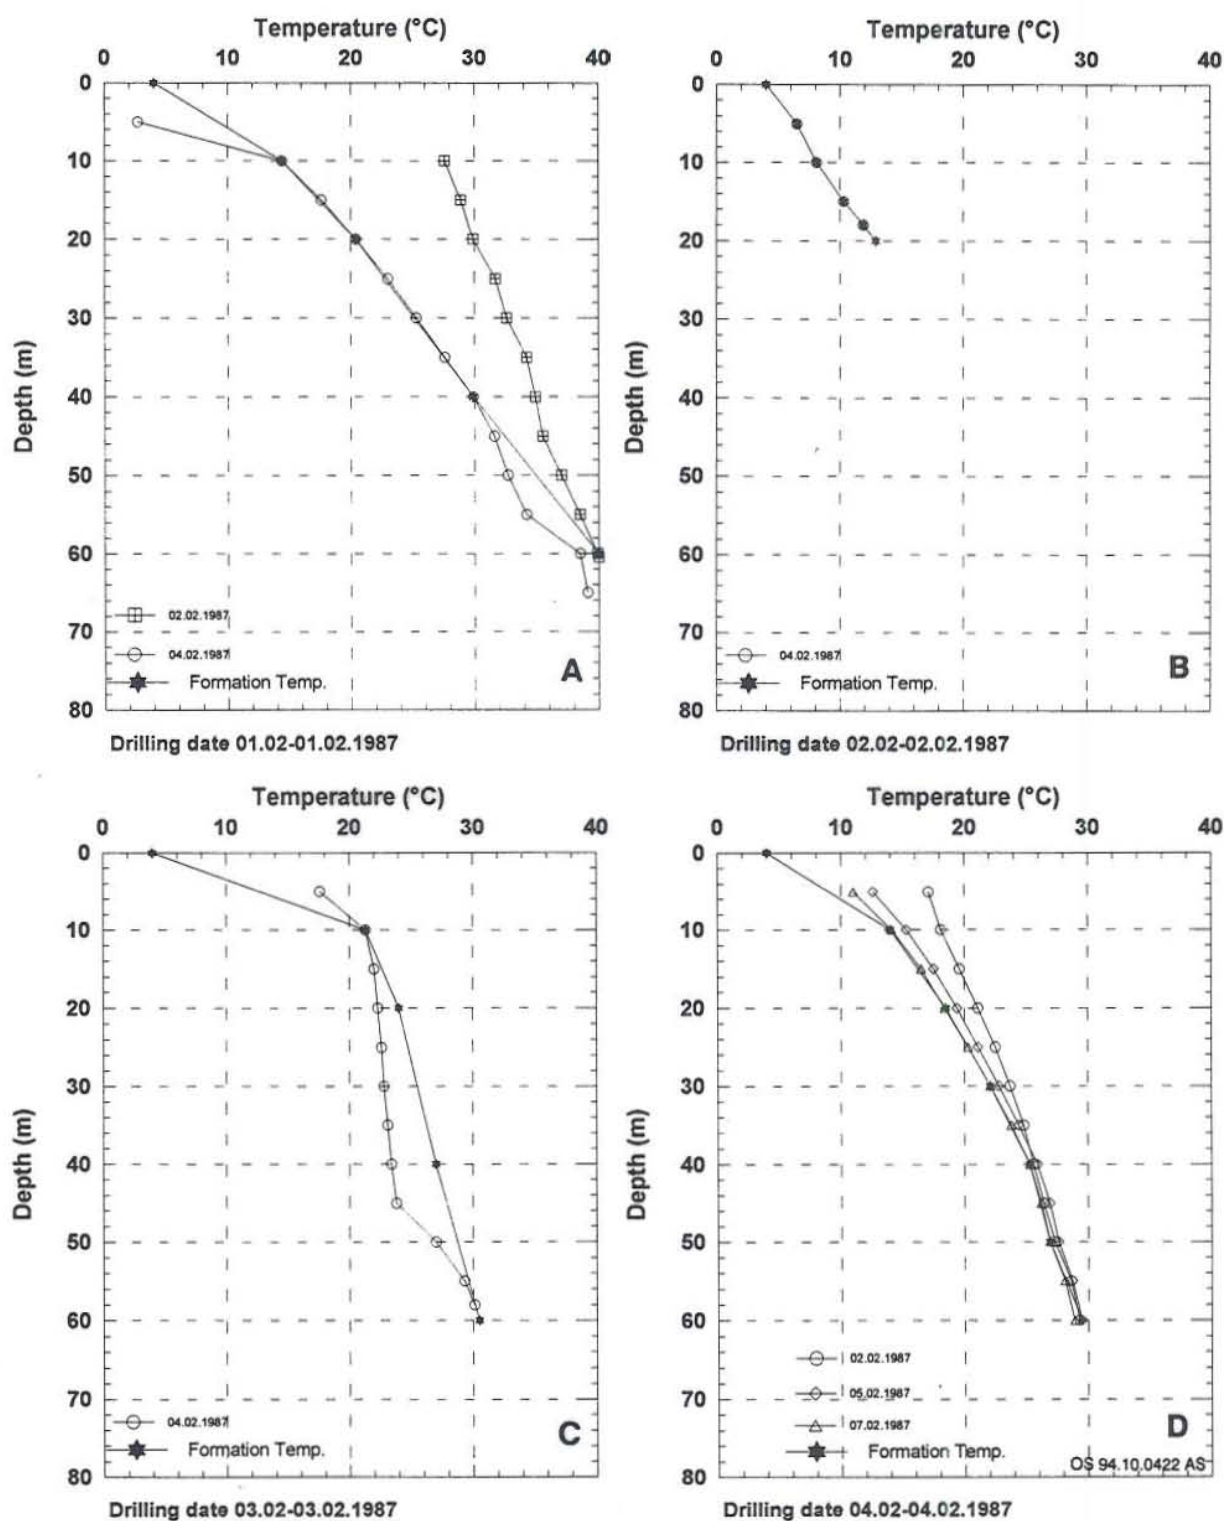 Temperature (°C)
0 10 20 30 40
0
10
20
30
40
50
60
70
80
Depth (m)
02.02.1987
04.02.1987
Formation Temp.
A
Drilling date 01.02-01.02.1987
Temperature (°C)
0 10 20 30 40
0
10
20
30
40
50
60
70
80
Depth (m)
04.02.1987
Formation Temp.
B
Drilling date 02.02-02.02.1987
Temperature (°C)
0 10 20 30 40
0
10
20
30
40
50
60
70
80
Depth (m)
04.02.1987
Formation Temp.
C
Drilling date 03.02-03.02.1987
Temperature (°C)
0 10 20 30 40
0
10
20
30
40
50
60
70
80
Depth (m)
02.02.1987
05.02.1987
07.02.1987
Formation Temp.
D
OS 94.10.0422 AS
Drilling date 04.02-04.02.1987